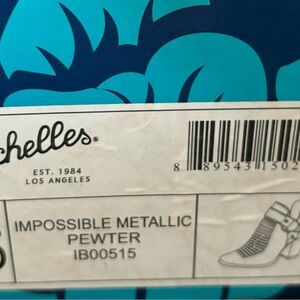 chelles®
EST. 1984
LOS ANGELES
8 89543 1502
IMPOSSIBLE METALLIC
PEWTER
IB00515